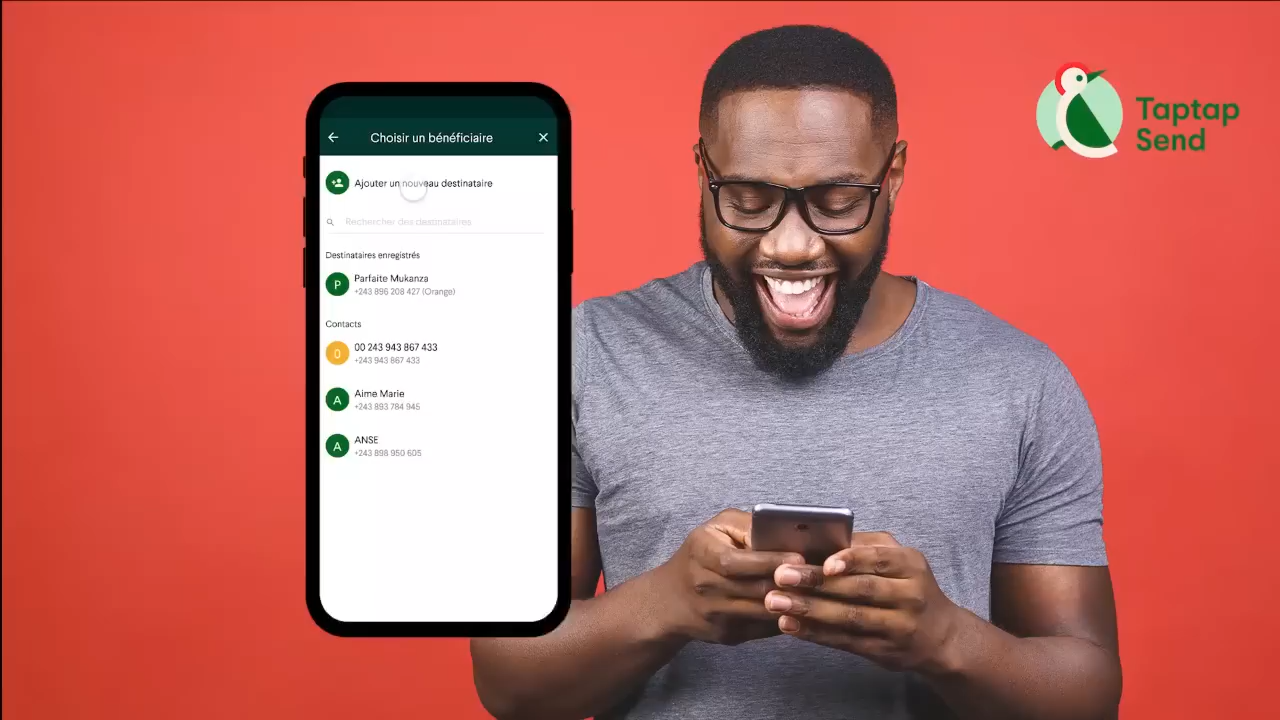 Choisir un bénéficiaire
Ajouter un nouveau destinataire
Rechercher des destinataires
Destinataires enregistrés
P
Parfaite Mukanza
+243 896 208 427 (Orange)
Contacts
0
00 243 943 867 433
+243 943 867 433
A
Aime Marie
+243 893 784 945
A
ANSE
+243 898 950 605
Taptap
Send